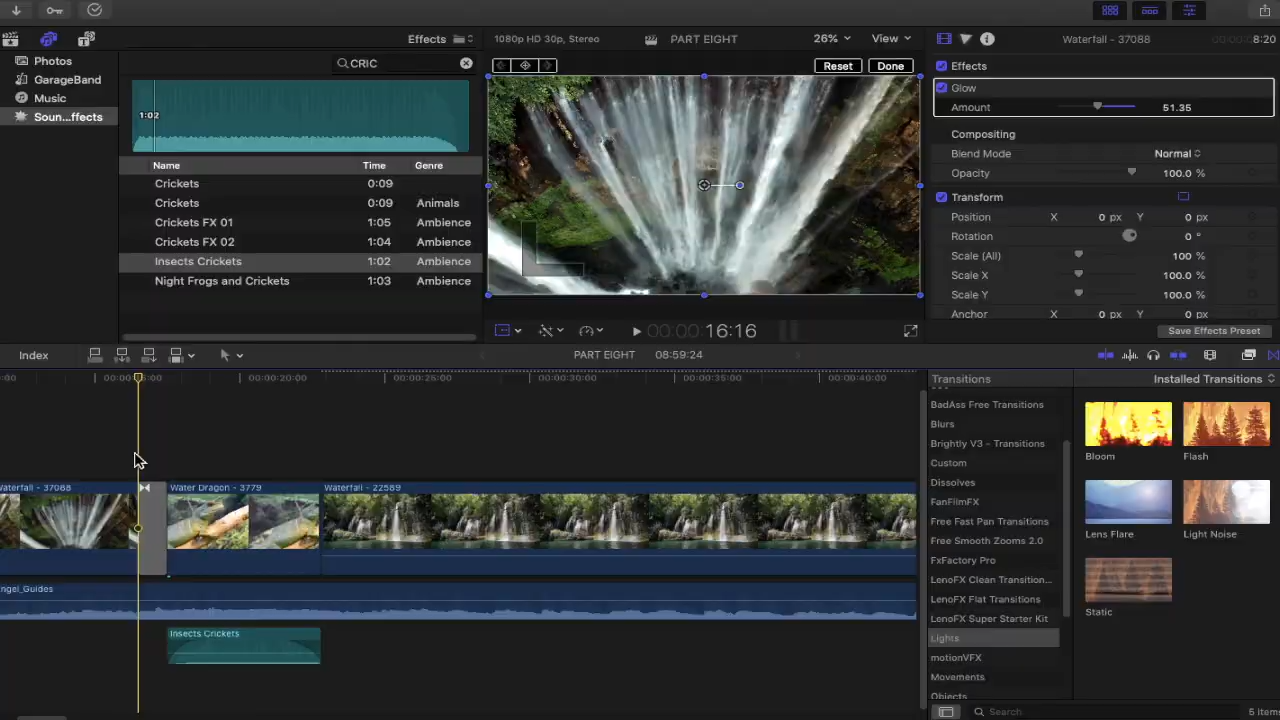 Effects
1080p HD 30p, Stereo
PART EIGHT
26%
View
Waterfall - 37088
8:20
Photos
GarageBand
Music
Soun...ffects
CRIC
1:02
Name Time Genre
Crickets 0:09
Crickets 0:09 Animals
Crickets FX 01 1:05 Ambience
Crickets FX 02 1:04 Ambience
Insects Crickets 1:02 Ambience
Night Frogs and Crickets 1:03 Ambience
Reset
Done
00:00:16:16
Effects
Glow
Amount 51.35
Compositing
Blend Mode Normal
Opacity 100.0 %
Transform
Position X 0 px Y 0 px
Rotation 0 °
Scale (All) 100 %
Scale X 100.0 %
Scale Y 100.0 %
Anchor X 0 px Y 0 px
Save Effects Preset
Index
PART EIGHT 08:59:24
00:00:20:00
00:00:25:00
00:00:30:00
00:00:35:00
00:00:40:00
Waterfall - 37088
Water Dragon - 3779
Waterfall - 22589
ngel_Guides
Insects Crickets
Transitions
Installed Transitions
BadAss Free Transitions
Blurs
Brightly V3 - Transitions
Custom
Dissolves
FanFilmFX
Free Fast Pan Transitions
Free Smooth Zooms 2.0
FxFactory Pro
LenoFX Clean Transition...
LenoFX Flat Transitions
LenoFX Super Starter Kit
Lights
motionVFX
Movements
Objects
Bloom
Flash
Lens Flare
Light Noise
Static
Search
5 items